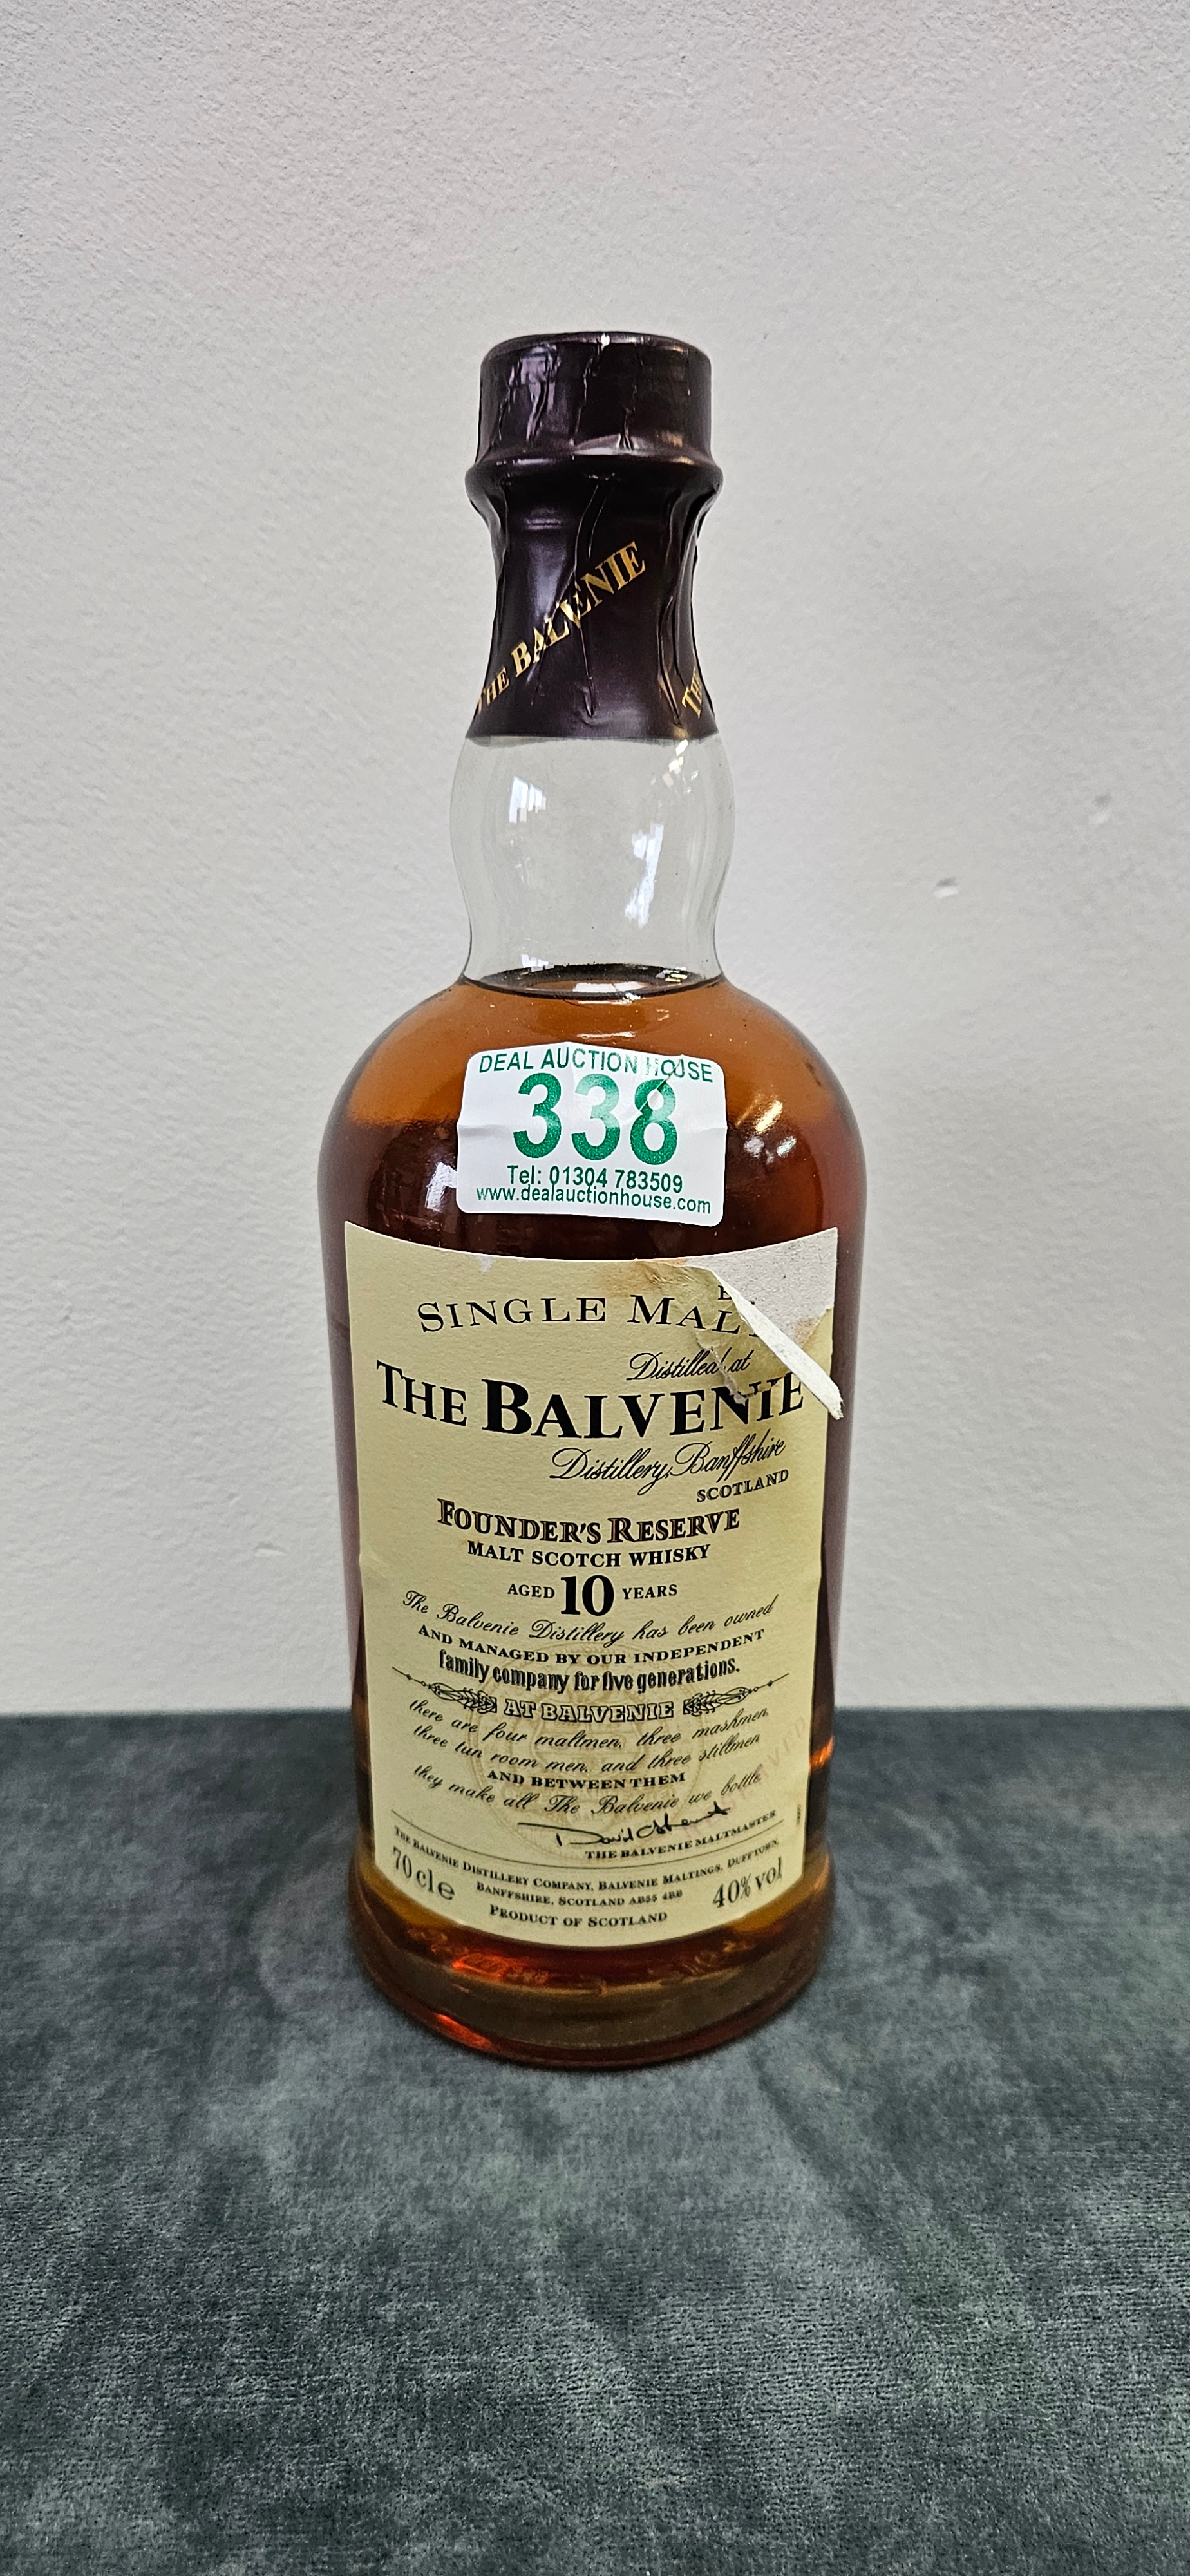 THE BALVENIE
THE
DEAL AUCTION HOUSE
338
Tel: 01304 783509
www.dealauctionhouse.com
SINGLE MALT
Distilled at
THE BALVENIE
Distillery, Banffshire
SCOTLAND
FOUNDER'S RESERVE
MALT SCOTCH WHISKY
AGED 10 YEARS
The Balvenie Distillery has been owned
AND MANAGED BY OUR INDEPENDENT
family company for five generations.
AT BALVENIE
there are four maltmen, three mashmen,
three tun room men, and three stillmen
AND BETWEEN THEM
they make all The Balvenie we bottle.
THE BALVENIE MALTMASTER
THE BALVENIE DISTILLERY COMPANY, BALVENIE MALTINGS, DUFFTOWN,
BANFFSHIRE, SCOTLAND AB55 4BB
70 cl e
40% vol
PRODUCT OF SCOTLAND